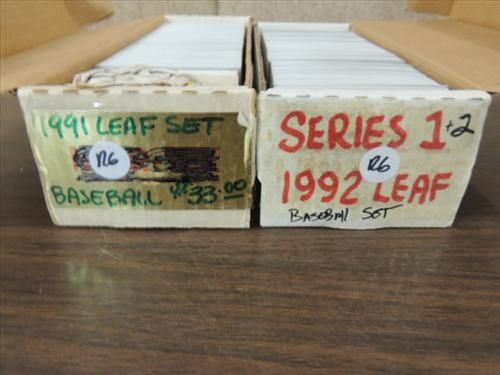 1991 LEAF SET
R6
BASEBALL $33.00
SERIES 1+2
R6
1992 LEAF
BASEBAll SET